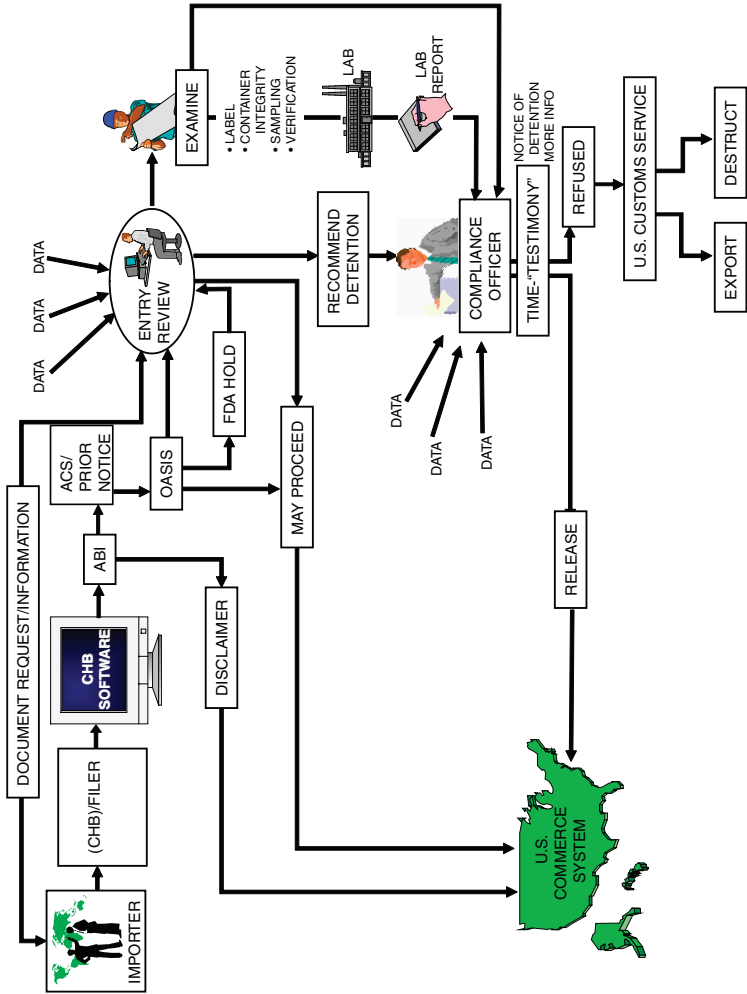 DOCUMENT REQUEST/INFORMATION
IMPORTER
(CHB)/FILER
CHB
SOFTWARE
ABI
ACS/
PRIOR
NOTICE
OASIS
DISCLAIMER
FDA HOLD
MAY PROCEED
DATA
DATA
DATA
ENTRY
REVIEW
EXAMINE
• LABEL
• CONTAINER
INTEGRITY
• SAMPLING
• VERIFICATION
LAB
LAB
REPORT
RECOMMEND
DETENTION
DATA
DATA
DATA
COMPLIANCE
OFFICER
TIME-“TESTIMONY”
NOTICE OF
DETENTION
MORE INFO
RELEASE
REFUSED
U.S. CUSTOMS SERVICE
EXPORT
DESTRUCT
U.S.
COMMERCE
SYSTEM